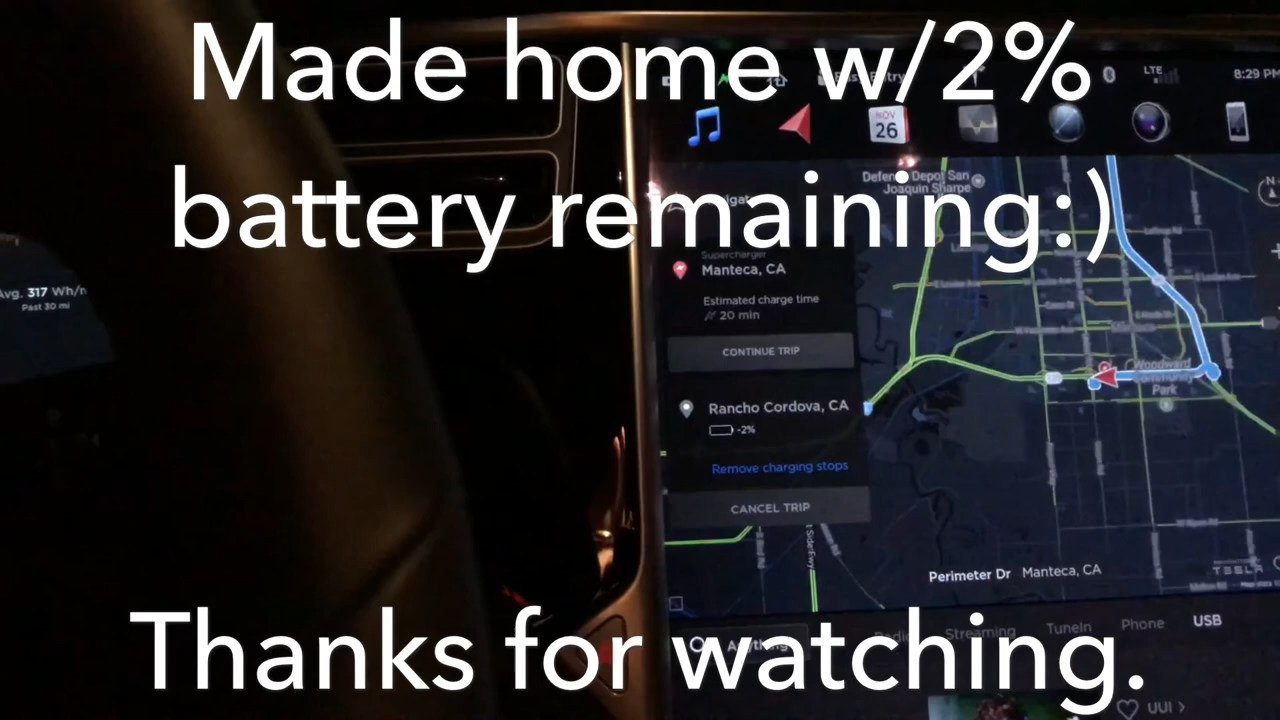 Made home w/2%
battery remaining:)
LTE
8:29 PM
NOV
26
Defense Depot San
Joaquin Sharpe
Supercharger
Manteca, CA
Estimated charge time
20 min
CONTINUE TRIP
Rancho Cordova, CA
-2%
Remove charging stops
CANCEL TRIP
Avg. 317 Wh/
Past 30 mi
Woodward
Community
Park
Perimeter Dr Manteca, CA
TESLA
Thanks for watching.
Radio
Streaming
TuneIn
Phone
USB